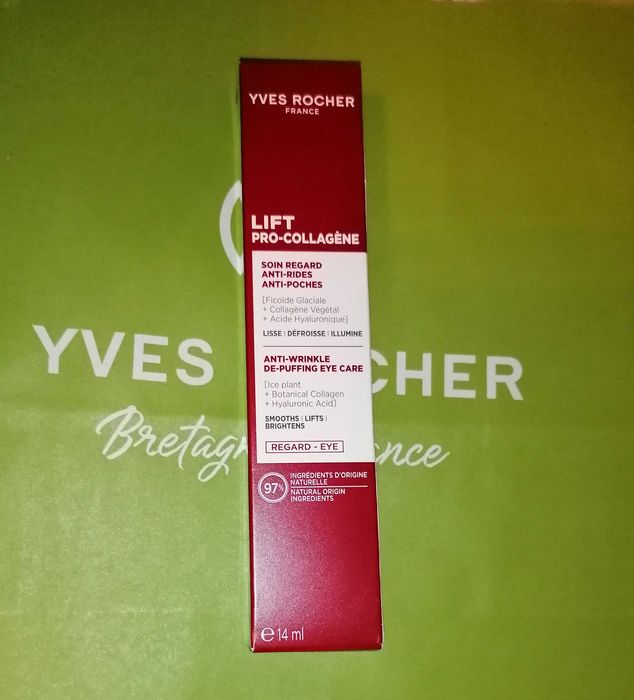 YVES ROCHER
FRANCE
LIFT
PRO-COLLAGÈNE
SOIN REGARD
ANTI-RIDES
ANTI-POCHES
[Ficoïde Glaciale
+ Collagène Végétal
+ Acide Hyaluronique]
LISSE | DÉFROISSE | ILLUMINE
ANTI-WRINKLE
DE-PUFFING EYE CARE
[Ice plant
+ Botanical Collagen
+ Hyaluronic Acid]
SMOOTHS | LIFTS |
BRIGHTENS
REGARD - EYE
97%
INGRÉDIENTS D'ORIGINE
NATURELLE
NATURAL ORIGIN
INGREDIENTS
℮ 14 ml
YVES
CHER